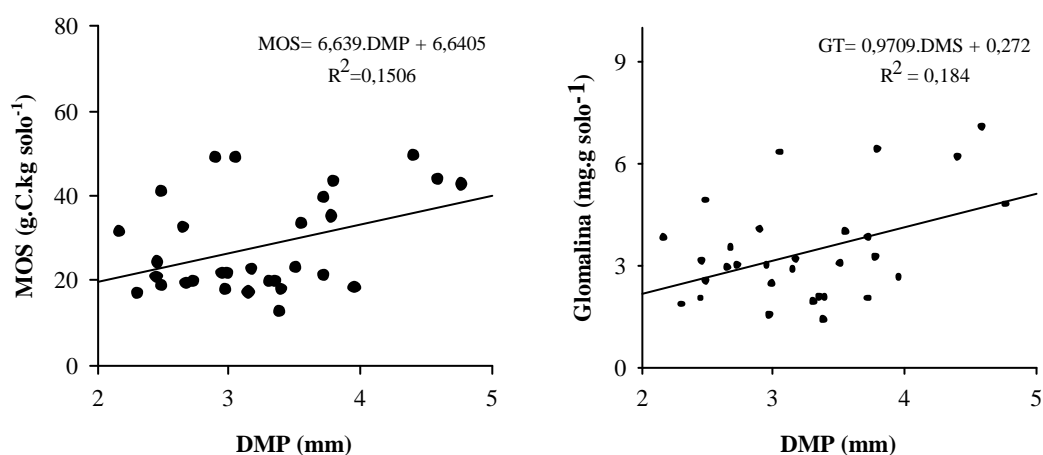 MOS (g.C.kg solo⁻¹)
80
60
40
20
0
MOS= 6,639.DMP + 6,6405
R²=0,1506
2 3 4 5
DMP (mm)
Glomalina (mg.g solo⁻¹)
9
6
3
0
GT= 0,9709.DMS + 0,272
R² = 0,184
2 3 4 5
DMP (mm)